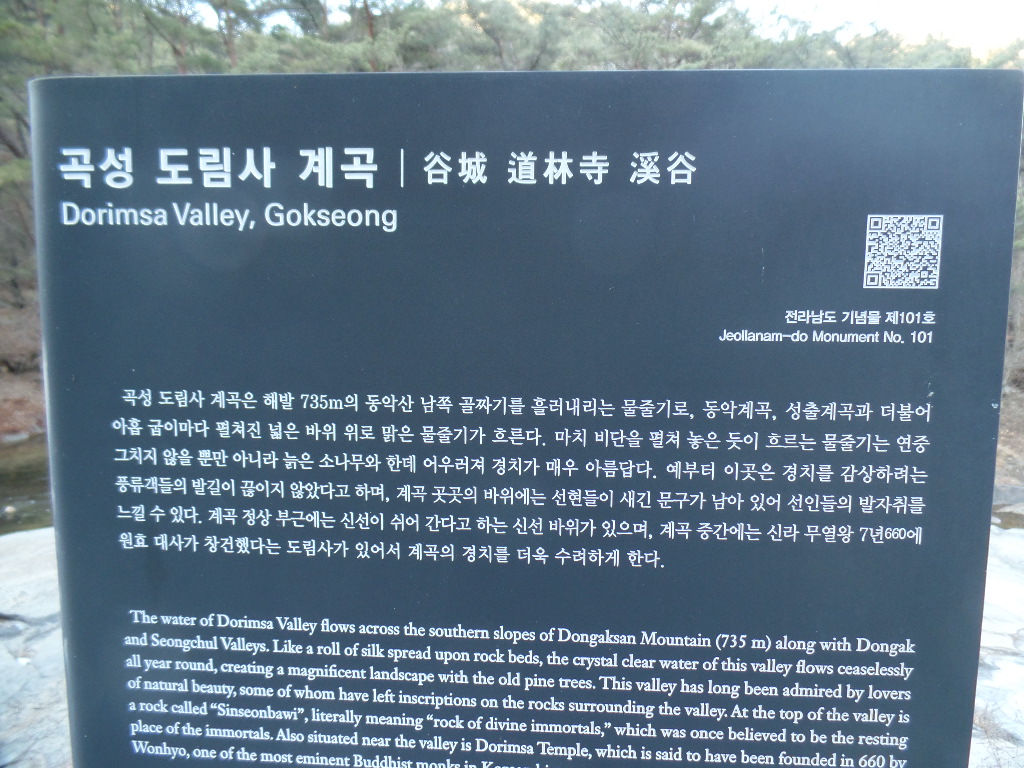 곡성 도림사 계곡 | 谷城 道林寺 溪谷
Dorimsa Valley, Gokseong
전라남도 기념물 제101호
Jeollanam-do Monument No. 101
곡성 도림사 계곡은 해발 735m의 동악산 남쪽 골짜기를 흘러내리는 물줄기로, 동악계곡, 성출계곡과 더불어
아홉 굽이마다 펼쳐진 넓은 바위 위로 맑은 물줄기가 흐른다. 마치 비단을 펼쳐 놓은 듯이 흐르는 물줄기는 연중
그치지 않을 뿐만 아니라 늙은 소나무와 한데 어우러져 경치가 매우 아름답다. 예부터 이곳은 경치를 감상하려는
풍류객들의 발길이 끊이지 않았다고 하며, 계곡 곳곳의 바위에는 선현들이 새긴 문구가 남아 있어 선인들의 발자취를
느낄 수 있다. 계곡 정상 부근에는 신선이 쉬어 간다고 하는 신선 바위가 있으며, 계곡 중간에는 신라 무열왕 7년660에
원효 대사가 창건했다는 도림사가 있어서 계곡의 경치를 더욱 수려하게 한다.
The water of Dorimsa Valley flows across the southern slopes of Dongaksan Mountain (735 m) along with Dongak
and Seongchul Valleys. Like a roll of silk spread upon rock beds, the crystal clear water of this valley flows ceaselessly
all year round, creating a magnificent landscape with the old pine trees. This valley has long been admired by lovers
of natural beauty, some of whom have left inscriptions on the rocks surrounding the valley. At the top of the valley is
a rock called “Sinseonbawi”, literally meaning “rock of divine immortals,” which was once believed to be the resting
place of the immortals. Also situated near the valley is Dorimsa Temple, which is said to have been founded in 660 by
Wonhyo, one of the most eminent Buddhist monks in